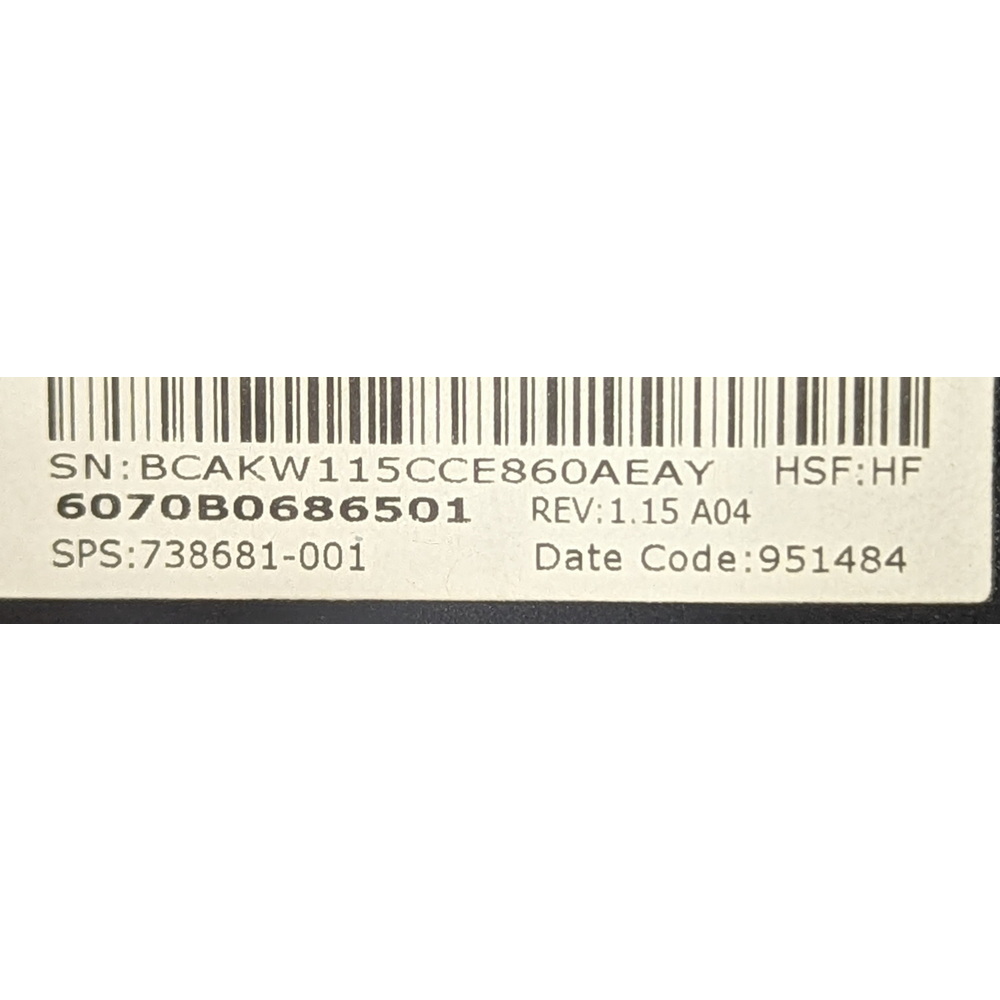 SN:BCAKW115CCE860AEAY HSF:HF
6070B0686501 REV:1.15 A04
SPS:738681-001 Date Code:951484